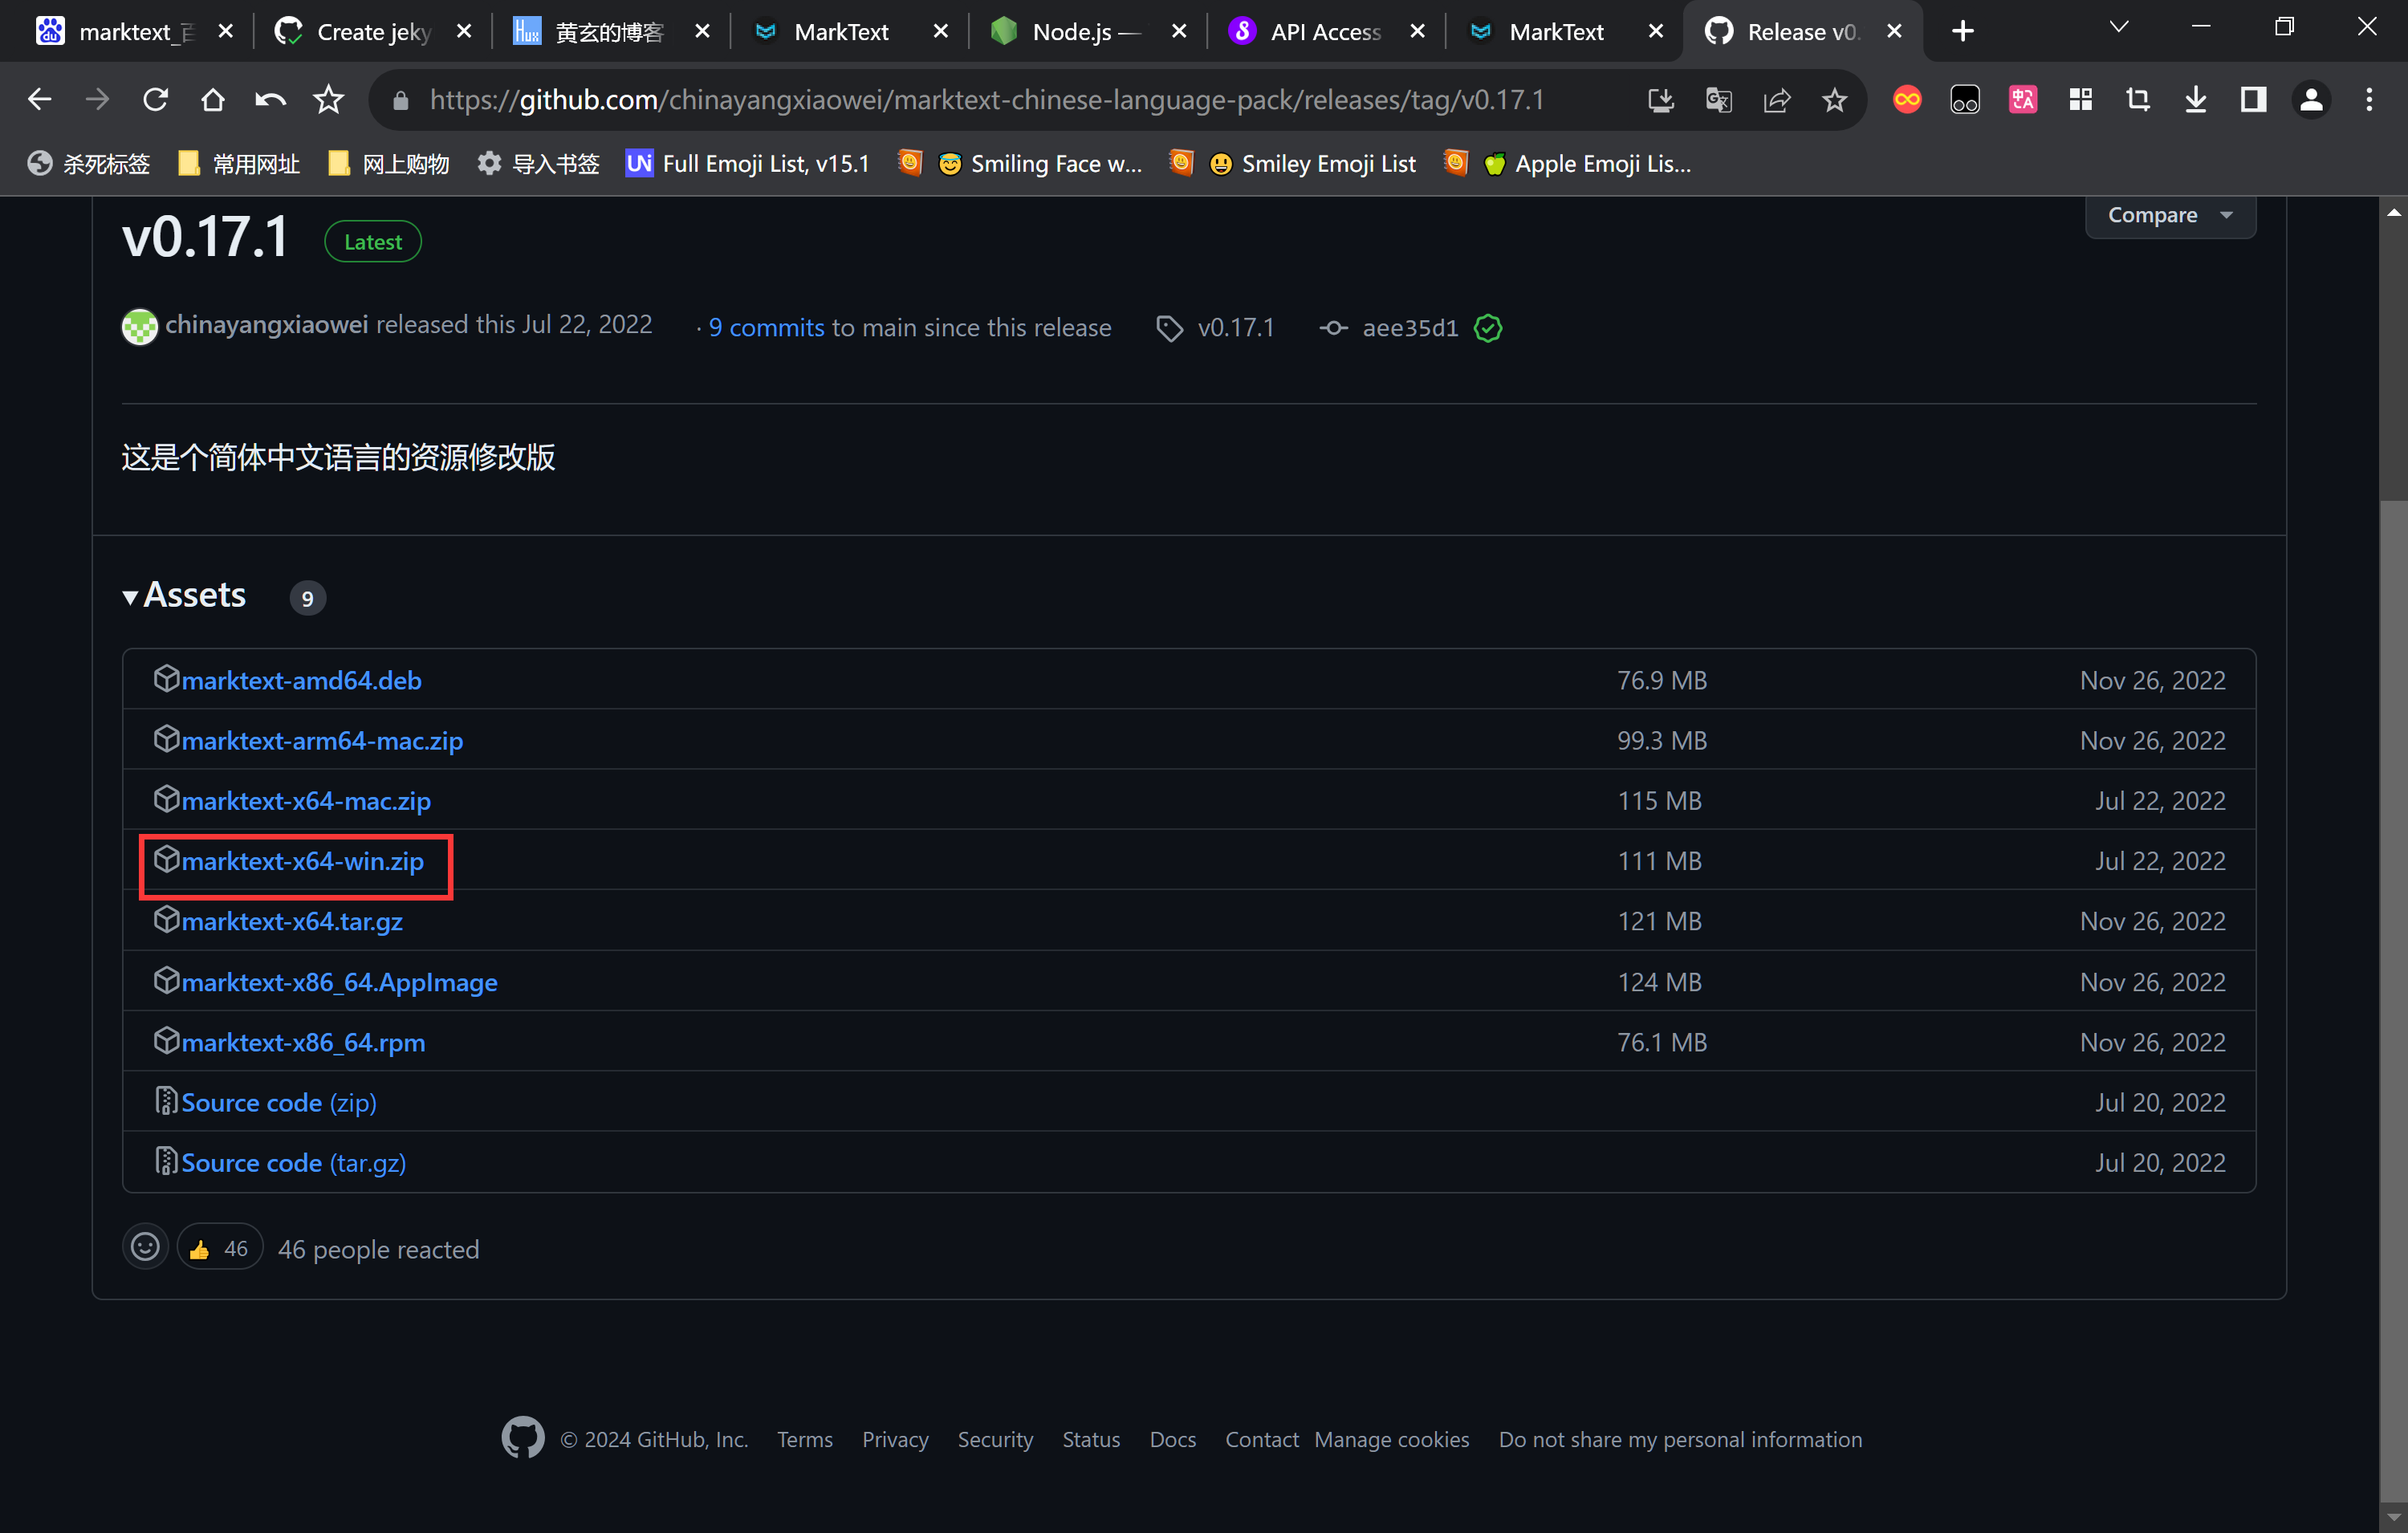 marktext_百
Create jeky
黄玄的博客
MarkText
Node.js —
API Access
MarkText
Release v0.
https://github.com/chinayangxiaowei/marktext-chinese-language-pack/releases/tag/v0.17.1
杀死标签
常用网址
网上购物
导入书签
Full Emoji List, v15.1
Smiling Face w...
Smiley Emoji List
Apple Emoji Lis...
v0.17.1 Latest
Compare
chinayangxiaowei released this Jul 22, 2022 · 9 commits to main since this release v0.17.1 aee35d1
这是个简体中文语言的资源修改版
Assets 9
marktext-amd64.deb 76.9 MB Nov 26, 2022
marktext-arm64-mac.zip 99.3 MB Nov 26, 2022
marktext-x64-mac.zip 115 MB Jul 22, 2022
marktext-x64-win.zip 111 MB Jul 22, 2022
marktext-x64.tar.gz 121 MB Nov 26, 2022
marktext-x86_64.AppImage 124 MB Nov 26, 2022
marktext-x86_64.rpm 76.1 MB Nov 26, 2022
Source code (zip) Jul 20, 2022
Source code (tar.gz) Jul 20, 2022
46 46 people reacted
© 2024 GitHub, Inc. Terms Privacy Security Status Docs Contact Manage cookies Do not share my personal information